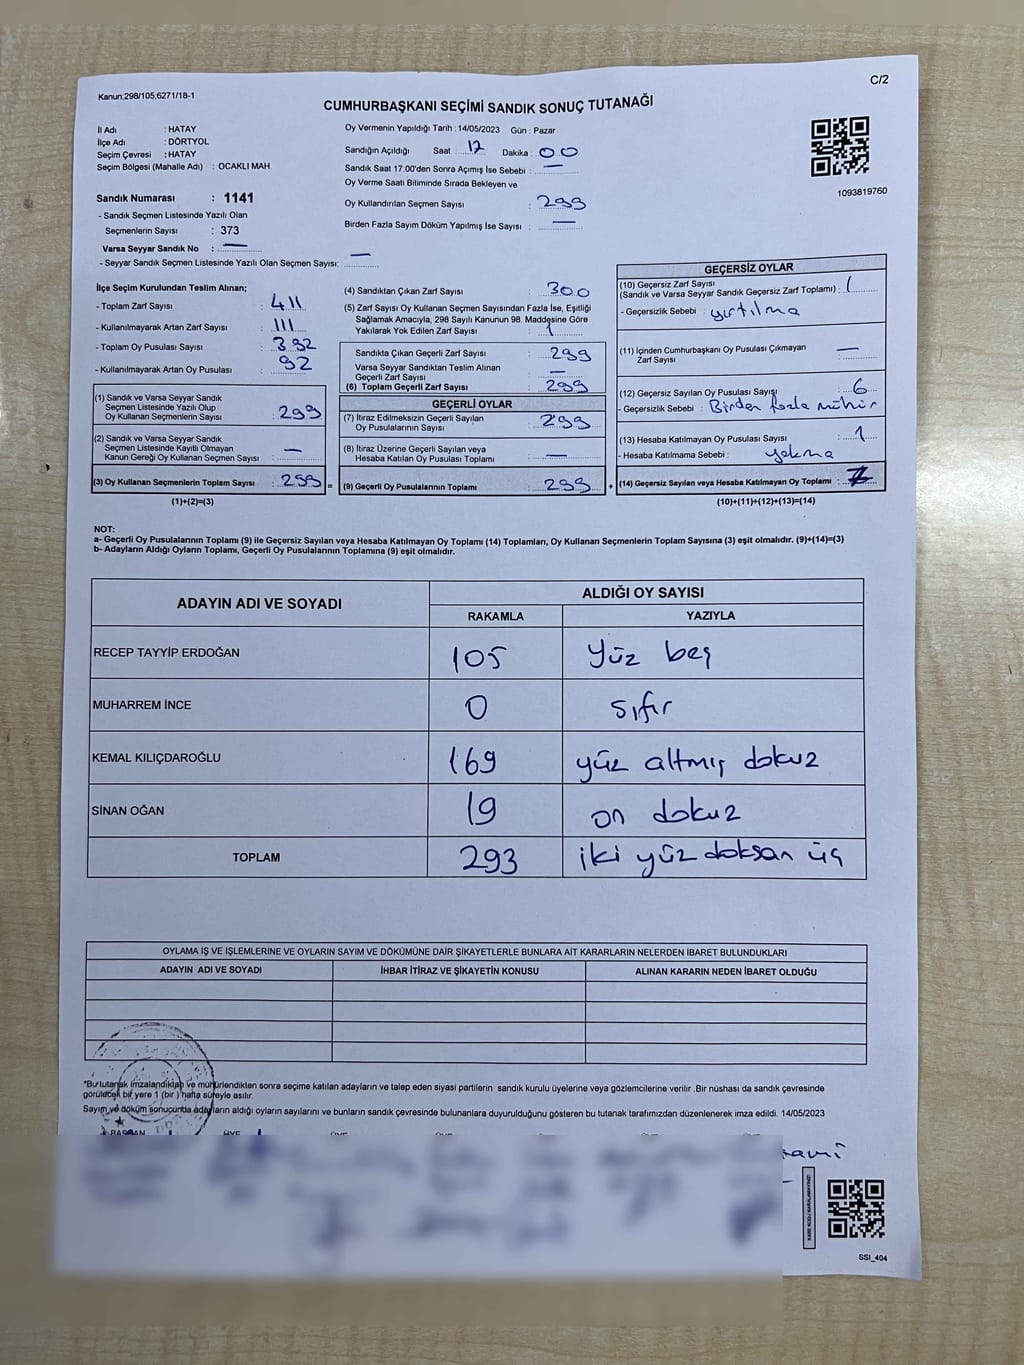 C/2
Kanun;298/105,6271/18-1
CUMHURBAŞKANI SEÇİMİ SANDIK SONUÇ TUTANAĞI
İl Adı : HATAY
İlçe Adı : DÖRTYOL
Seçim Çevresi : HATAY
Seçim Bölgesi (Mahalle Adı) : OCAKLI MAH.
Sandık Numarası : 1141
- Sandık Seçmen Listesinde Yazılı Olan
Seçmenlerin Sayısı : 373
Varsa Seyyar Sandık No : —
- Seyyar Sandık Seçmen Listesinde Yazılı Olan Seçmen Sayısı: —
Oy Vermenin Yapıldığı Tarih : 14/05/2023 Gün : Pazar
Sandığın Açıldığı Saat 17 Dakika : 00
Sandık Saat 17:00'den Sonra Açımış İse Sebebi : —
Oy Verme Saati Bitiminde Sırada Bekleyen ve
Oy Kullandırılan Seçmen Sayısı : 299
Birden Fazla Sayım Döküm Yapılmış İse Sayısı : —
1093819760
İlçe Seçim Kurulundan Teslim Alınan;
- Toplam Zarf Sayısı : 411
- Kullanılmayarak Artan Zarf Sayısı : 111
- Toplam Oy Pusulası Sayısı : 392
- Kullanılmayarak Artan Oy Pusulası : 92
(1) Sandık ve Varsa Seyyar Sandık
Seçmen Listesinde Yazılı Olup
Oy Kullanan Seçmenlerin Sayısı : 299
(2) Sandık ve Varsa Seyyar Sandık
Seçmen Listesinde Kayıtlı Olmayan
Kanun Gereği Oy Kullanan Seçmen Sayısı : —
(3) Oy Kullanan Seçmenlerin Toplam Sayısı : 299 =
(1)+(2)=(3)
(4) Sandıktan Çıkan Zarf Sayısı : 300
(5) Zarf Sayısı Oy Kullanan Seçmen Sayısından Fazla İse, Eşitliği
Sağlamak Amacıyla, 298 Sayılı Kanunun 98. Maddesine Göre
Yakılarak Yok Edilen Zarf Sayısı : 1
Sandıkta Çıkan Geçerli Zarf Sayısı : 299
Varsa Seyyar Sandıktan Teslim Alınan
Geçerli Zarf Sayısı : —
(6) Toplam Geçerli Zarf Sayısı : 299
GEÇERLİ OYLAR
(7) İtiraz Edilmeksizin Geçerli Sayılan
Oy Pusulalarının Sayısı : 299
(8) İtiraz Üzerine Geçerli Sayılan veya
Hesaba Katılan Oy Pusulası Toplamı : —
(9) Geçerli Oy Pusulalarının Toplamı : 299 +
GEÇERSİZ OYLAR
(10) Geçersiz Zarf Sayısı
(Sandık ve Varsa Seyyar Sandık Geçersiz Zarf Toplamı) : 1
- Geçersizlik Sebebi : yırtılma
(11) İçinden Cumhurbaşkanı Oy Pusulası Çıkmayan
Zarf Sayısı : —
(12) Geçersiz Sayılan Oy Pusulası Sayısı : 6
- Geçersizlik Sebebi : Birden fazla mühür
(13) Hesaba Katılmayan Oy Pusulası Sayısı : 1
- Hesaba Katılmama Sebebi : yakma
(14) Geçersiz Sayılan veya Hesaba Katılmayan Oy Toplamı :
(10)+(11)+(12)+(13)=(14)
NOT:
a- Geçerli Oy Pusulalarının Toplamı (9) ile Geçersiz Sayılan veya Hesaba Katılmayan Oy Toplamı (14) Toplamları, Oy Kullanan Seçmenlerin Toplam Sayısına (3) eşit olmalıdır. (9)+(14)=(3)
b- Adayların Aldığı Oyların Toplamı, Geçerli Oy Pusulalarının Toplamına (9) eşit olmalıdır.
ADAYIN ADI VE SOYADI
ALDIĞI OY SAYISI
RAKAMLA YAZIYLA
RECEP TAYYİP ERDOĞAN 105 Yüz beş
MUHARREM İNCE 0 sıfır
KEMAL KILIÇDAROĞLU 169 yüz altmış dokuz
SİNAN OĞAN 19 on dokuz
TOPLAM 293 iki yüz doksan üç
OYLAMA İŞ VE İŞLEMLERİNE VE OYLARIN SAYIM VE DÖKÜMÜNE DAİR ŞİKAYETLERLE BUNLARA AİT KARARLARIN NELERDEN İBARET BULUNDUKLARI
ADAYIN ADI VE SOYADI İHBAR İTİRAZ VE ŞİKAYETİN KONUSU ALINAN KARARIN NEDEN İBARET OLDUĞU
*Bu tutanak imzalandıktan ve mühürlendikten sonra seçime katılan adayların ve talep eden siyasi partilerin sandık kurulu üyelerine veya gözlemcilerine verilir .Bir nüshası da sandık çevresinde
görülecek bir yere 1 (bir ) hafta süreyle asılır.
Sayım ve döküm sonucunda adayların aldığı oyların sayılarını ve bunların sandık çevresinde bulunanlara duyurulduğunu gösteren bu tutanak tarafımızdan düzenlenerek imza edildi. 14/05/2023
SSI_404